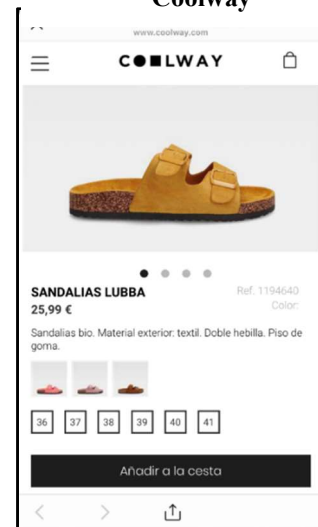 Coolway
www.coolway.com
COOLWAY
SANDALIAS LUBBA
Ref. 1194640
25,99 €
Color:
Sandalias bio. Material exterior: textil. Doble hebilla. Piso de
goma.
36 37 38 39 40 41
Añadir a la cesta